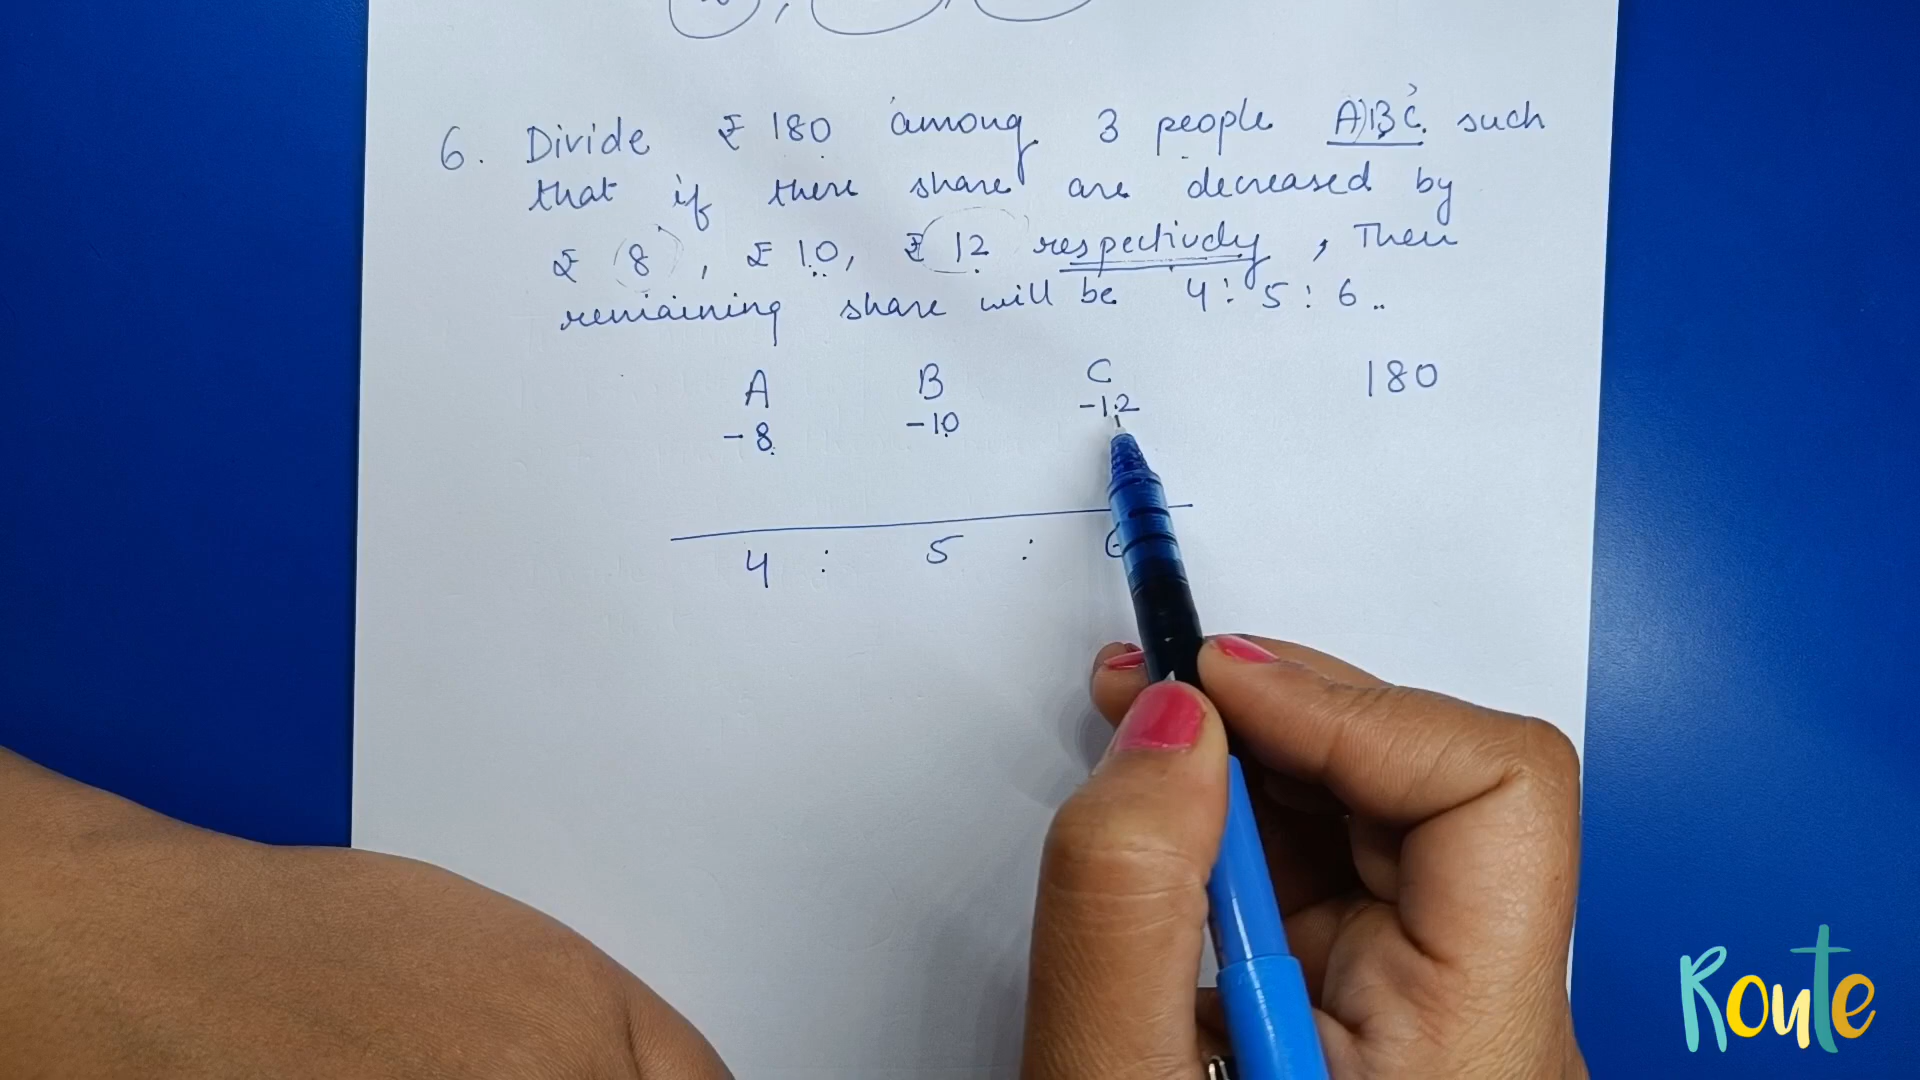 6. Divide ₹ 180 among 3 people A,B,C such
that if there share are decreased by
₹ 8, ₹ 10, ₹ 12 respectively, Then
remaining share will be 4 : 5 : 6..
A B C 180
-8 -10 -12
4 : 5 : 6
Route